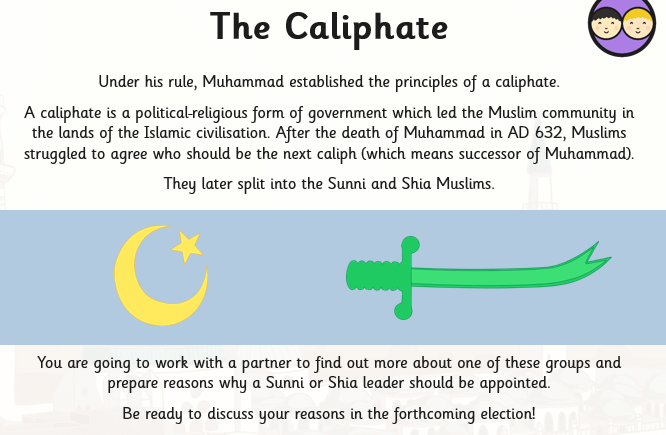 The Caliphate
Under his rule, Muhammad established the principles of a caliphate.
A caliphate is a political-religious form of government which led the Muslim community in
the lands of the Islamic civilisation. After the death of Muhammad in AD 632, Muslims
struggled to agree who should be the next caliph (which means successor of Muhammad).
They later split into the Sunni and Shia Muslims.
You are going to work with a partner to find out more about one of these groups and
prepare reasons why a Sunni or Shia leader should be appointed.
Be ready to discuss your reasons in the forthcoming election!